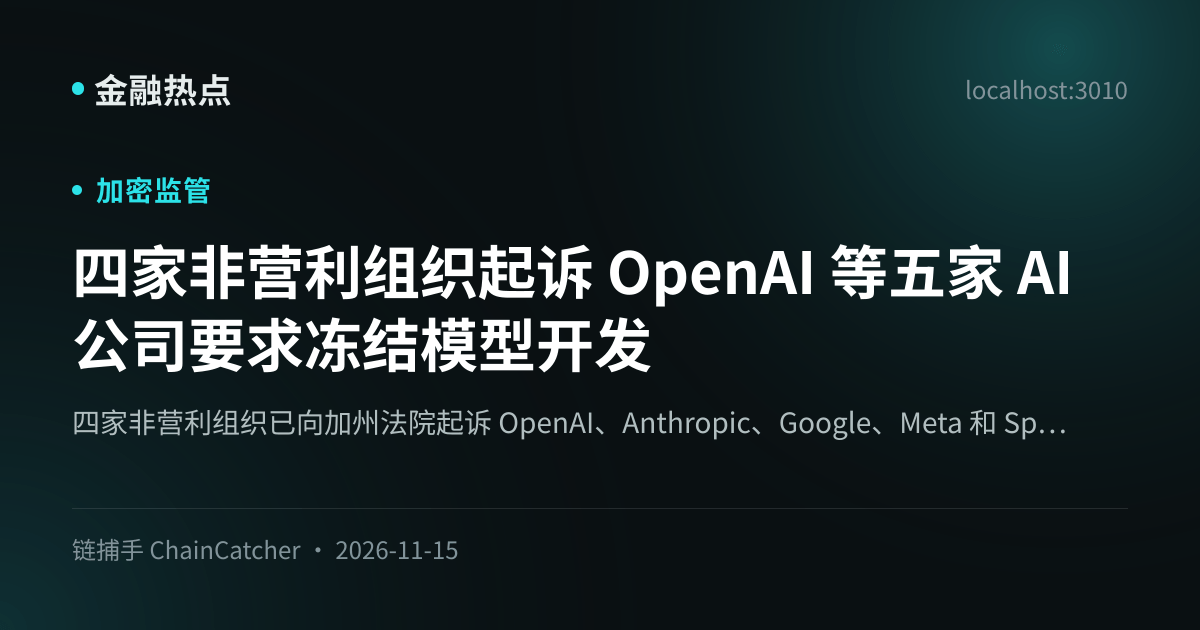 金融热点
localhost:3010
加密监管
四家非营利组织起诉 OpenAI 等五家 AI
公司要求冻结模型开发
四家非营利组织已向加州法院起诉 OpenAI、Anthropic、Google、Meta 和 Sp…
链捕手 ChainCatcher • 2026-11-15